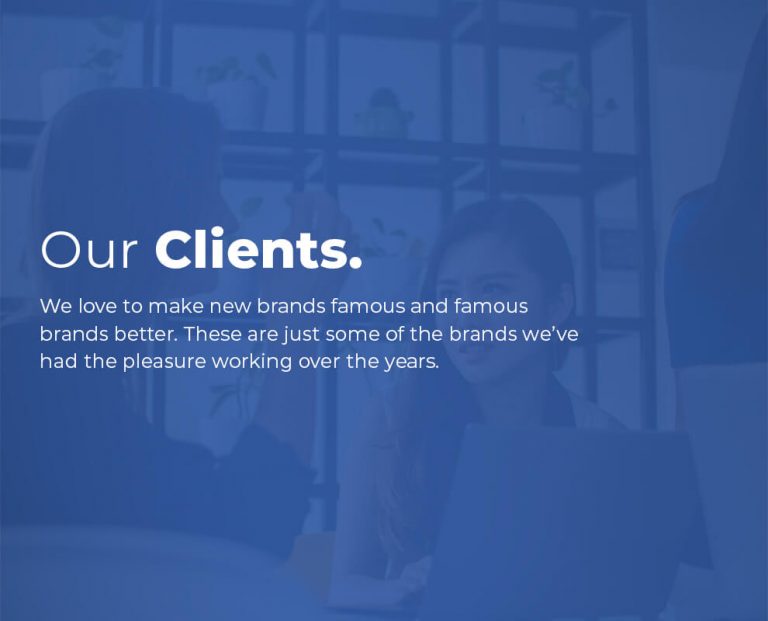 Our Clients.
We love to make new brands famous and famous
brands better. These are just some of the brands we’ve
had the pleasure working over the years.